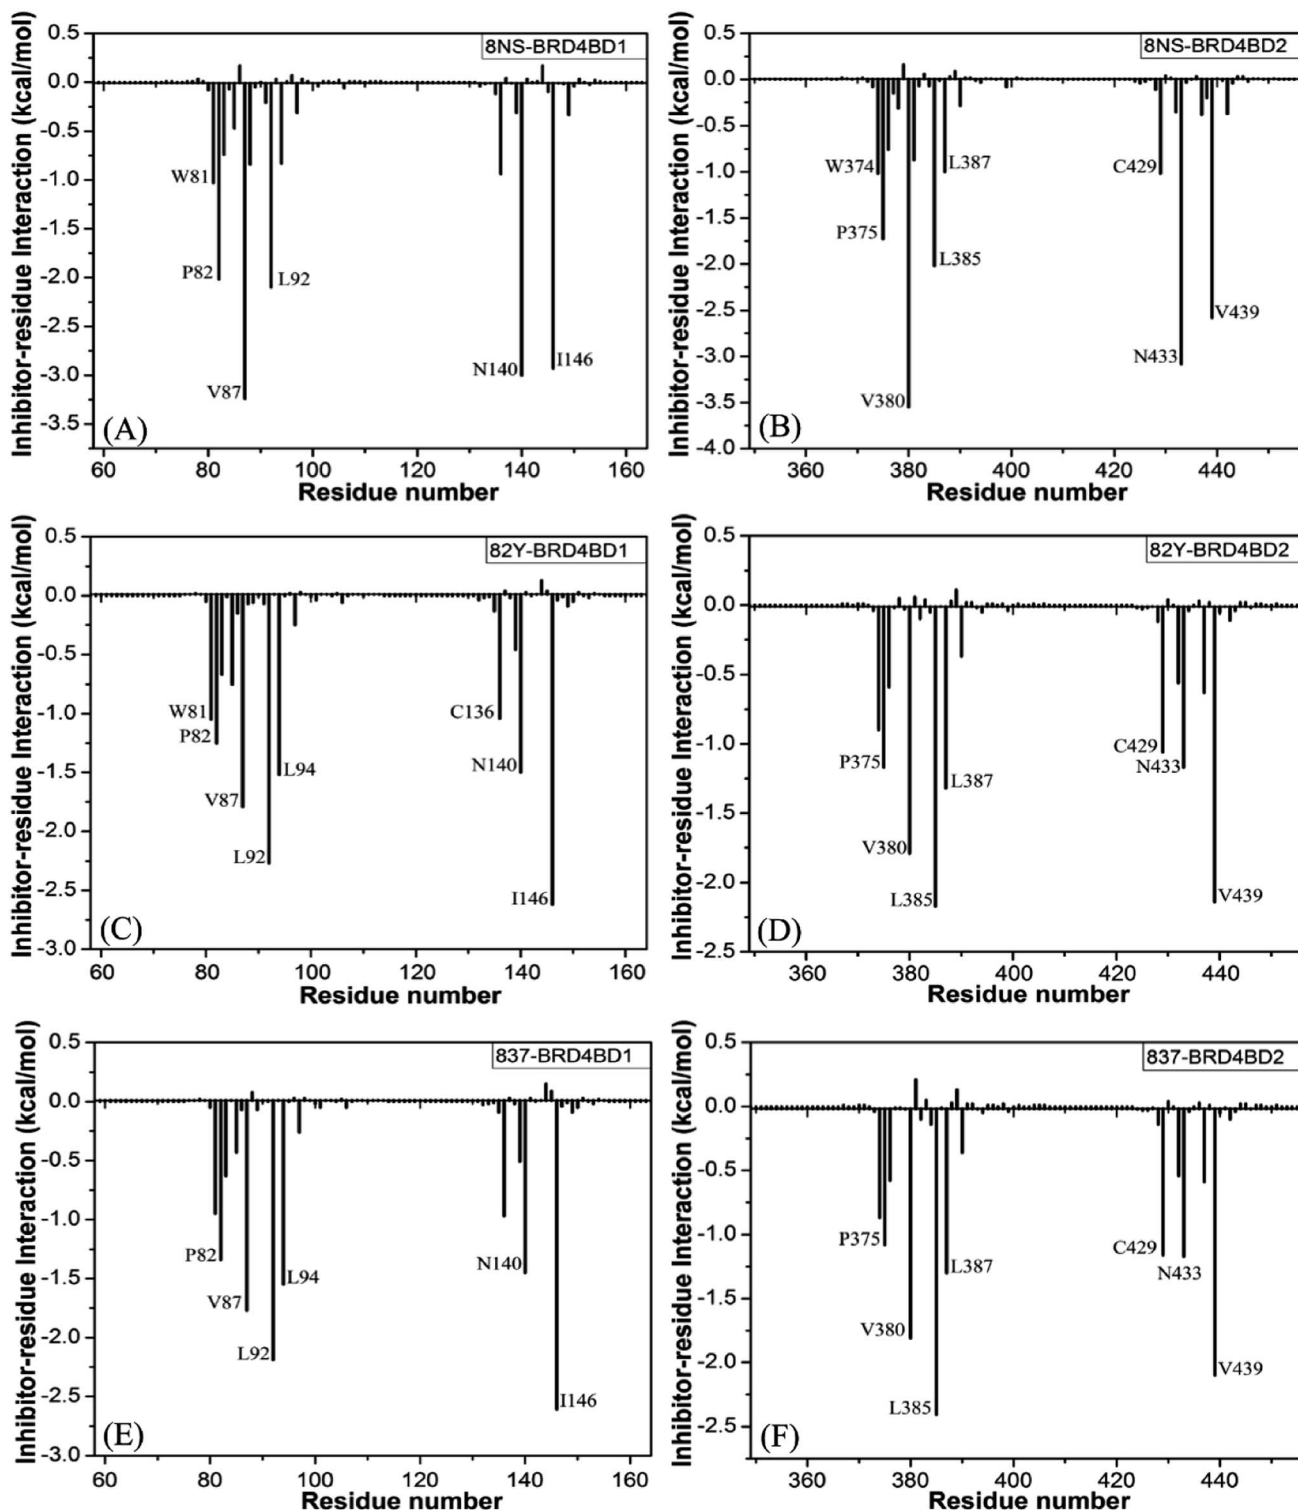 Inhibitor-residue Interaction (kcal/mol)
0.5
0.0
-0.5
-1.0
-1.5
-2.0
-2.5
-3.0
-3.5
8NS-BRD4BD1
W81
P82
V87
L92
N140
I146
(A)
60 80 100 120 140 160
Residue number
Inhibitor-residue Interaction (kcal/mol)
0.5
0.0
-0.5
-1.0
-1.5
-2.0
-2.5
-3.0
-3.5
-4.0
8NS-BRD4BD2
W374
P375
V380
L385
L387
C429
N433
V439
(B)
360 380 400 420 440
Residue number
Inhibitor-residue Interaction (kcal/mol)
0.5
0.0
-0.5
-1.0
-1.5
-2.0
-2.5
-3.0
82Y-BRD4BD1
W81
P82
V87
L92
L94
C136
N140
I146
(C)
60 80 100 120 140 160
Residue number
Inhibitor-residue Interaction (kcal/mol)
0.5
0.0
-0.5
-1.0
-1.5
-2.0
-2.5
82Y-BRD4BD2
P375
V380
L385
L387
C429
N433
V439
(D)
360 380 400 420 440
Residue number
Inhibitor-residue Interaction (kcal/mol)
0.5
0.0
-0.5
-1.0
-1.5
-2.0
-2.5
-3.0
837-BRD4BD1
P82
V87
L92
L94
N140
I146
(E)
60 80 100 120 140 160
Residue number
Inhibitor-residue Interaction (kcal/mol)
0.5
0.0
-0.5
-1.0
-1.5
-2.0
-2.5
837-BRD4BD2
P375
V380
L385
L387
C429
N433
V439
(F)
360 380 400 420 440
Residue number